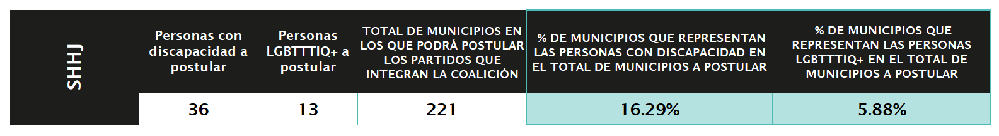 SHHJ
Personas con
discapacidad a
postular
Personas
LGBTTTIQ+ a
postular
TOTAL DE MUNICIPIOS EN
LOS QUE PODRÁ POSTULAR
LOS PARTIDOS QUE
INTEGRAN LA COALICIÓN
% DE MUNICIPIOS QUE REPRESENTAN
LAS PERSONAS CON DISCAPACIDAD EN
EL TOTAL DE MUNICIPIOS A POSTULAR
% DE MUNICIPIOS QUE
REPRESENTAN LAS PERSONAS
LGBTTTIQ+ EN EL TOTAL DE
MUNICIPIOS A POSTULAR
36
13
221
16.29%
5.88%